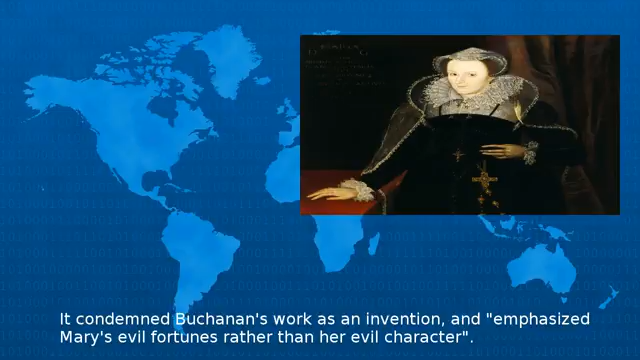 It condemned Buchanan's work as an invention, and "emphasized
Mary's evil fortunes rather than her evil character".